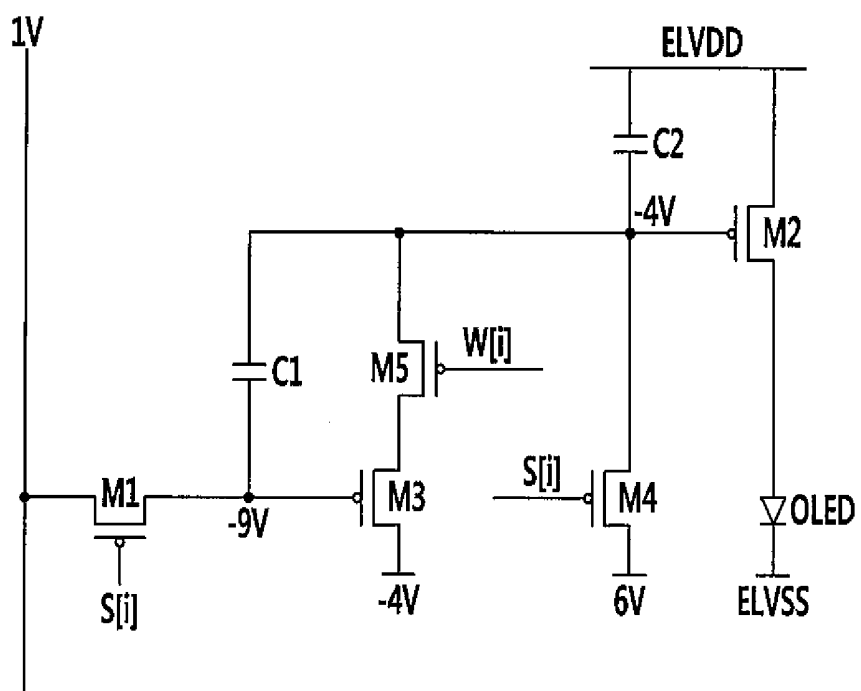 1V
ELVDD
C2
-4V
M2
W[i]
M5
C1
S[i]
M1
M3
M4
OLED
-9V
-4V
6V
ELVSS
S[i]